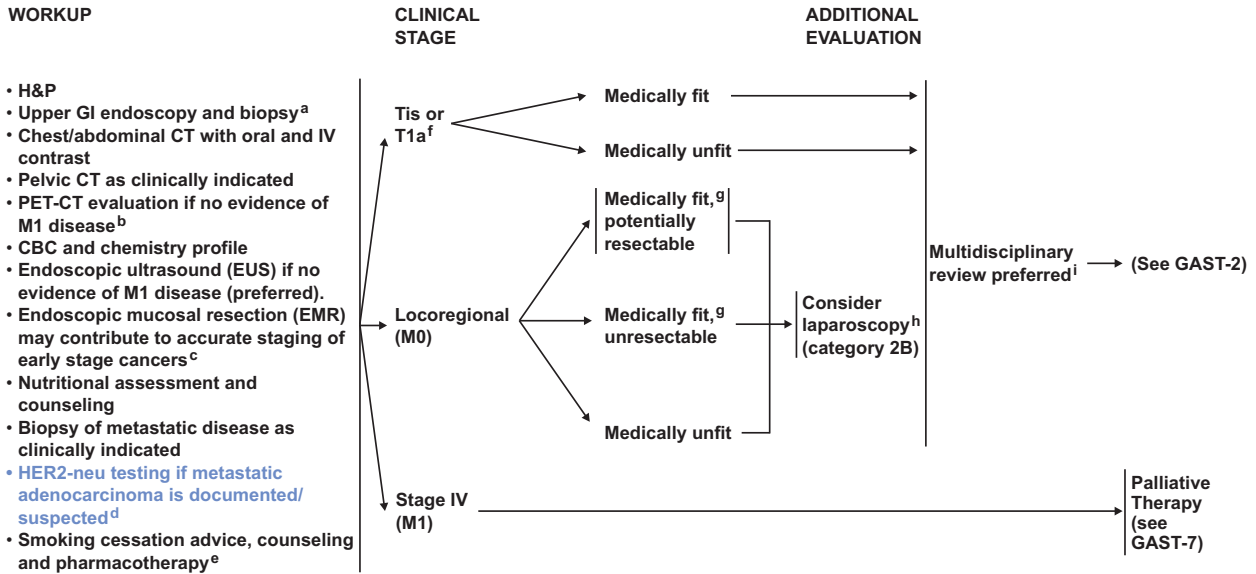 WORKUP
CLINICAL
STAGE
ADDITIONAL
EVALUATION
• H&P
• Upper GI endoscopy and biopsy^a
• Chest/abdominal CT with oral and IV
contrast
• Pelvic CT as clinically indicated
• PET-CT evaluation if no evidence of
M1 disease^b
• CBC and chemistry profile
• Endoscopic ultrasound (EUS) if no
evidence of M1 disease (preferred).
• Endoscopic mucosal resection (EMR)
may contribute to accurate staging of
early stage cancers^c
• Nutritional assessment and
counseling
• Biopsy of metastatic disease as
clinically indicated
• HER2-neu testing if metastatic
adenocarcinoma is documented/
suspected^d
• Smoking cessation advice, counseling
and pharmacotherapy^e
Tis or
T1a^f
Medically fit
Medically unfit
Locoregional
(M0)
Medically fit,^g
potentially
resectable
Medically fit,^g
unresectable
Medically unfit
Consider
laparoscopy^h
(category 2B)
Multidisciplinary
review preferred^i
(See GAST-2)
Stage IV
(M1)
Palliative
Therapy
(see
GAST-7)